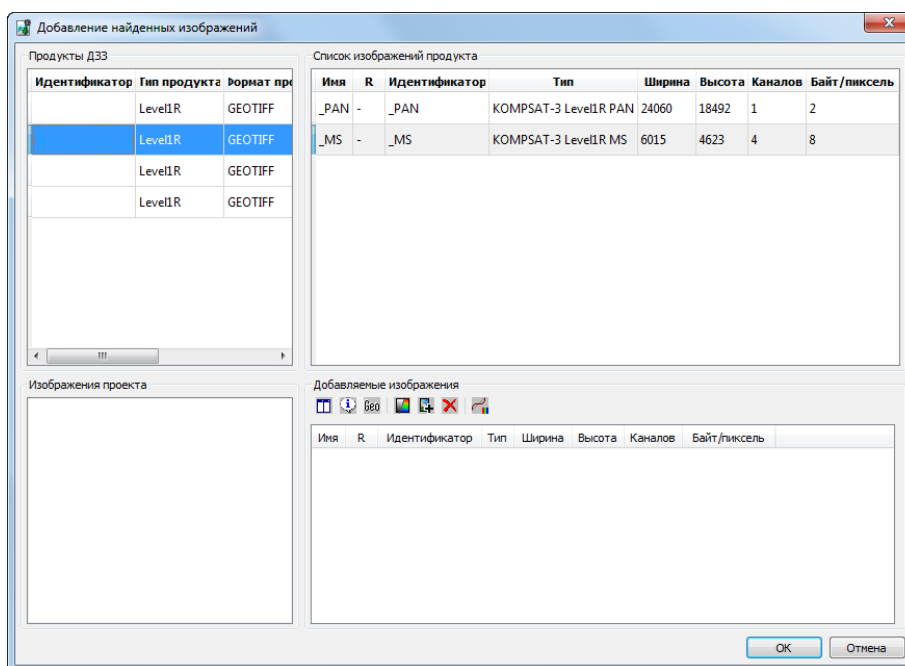 Добавление найденных изображений
Продукты ДЗЗ
Идентификатор Тип продукта Формат про
Level1R GEOTIFF
Level1R GEOTIFF
Level1R GEOTIFF
Level1R GEOTIFF
Список изображений продукта
Имя R Идентификатор Тип Ширина Высота Каналов Байт/пиксель
_PAN - _PAN KOMPSAT-3 Level1R PAN 24060 18492 1 2
_MS - _MS KOMPSAT-3 Level1R MS 6015 4623 4 8
Изображения проекта
Добавляемые изображения
Geo
Имя R Идентификатор Тип Ширина Высота Каналов Байт/пиксель
OK Отмена